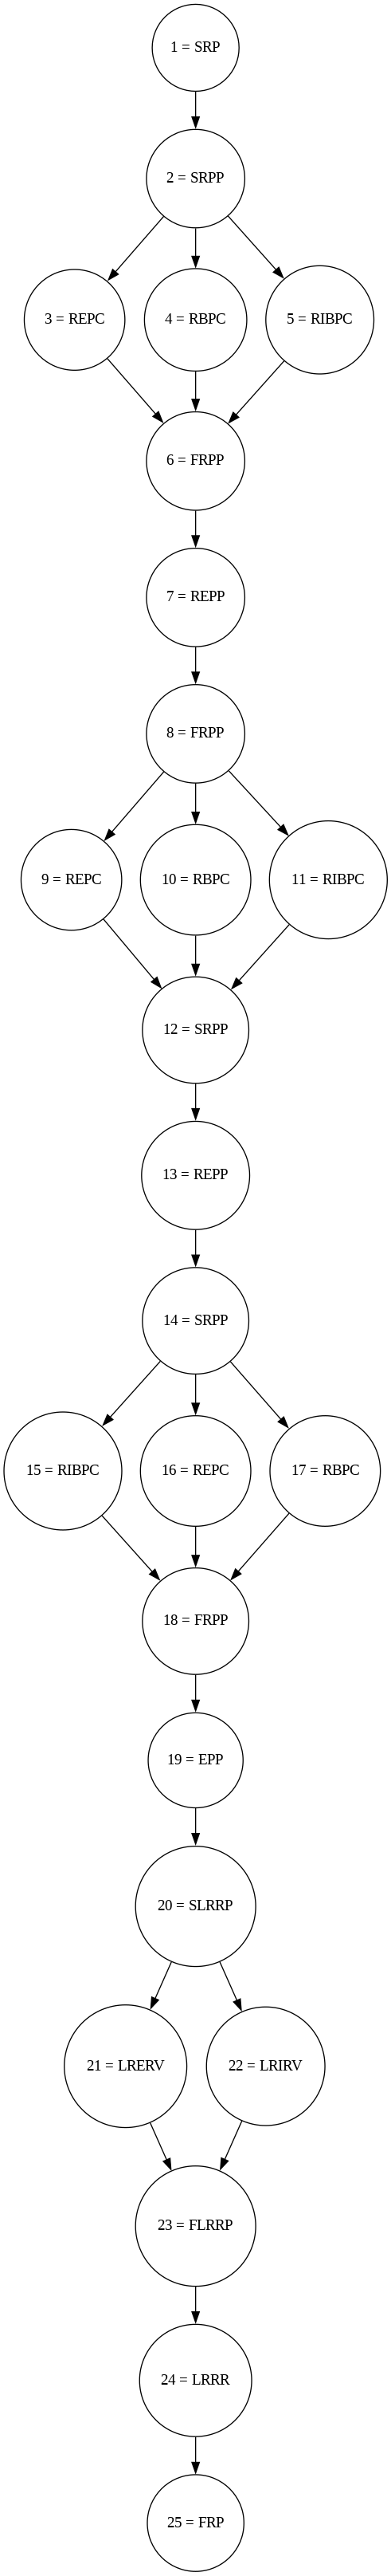 1 = SRP
2 = SRPP
3 = REPC
4 = RBPC
5 = RIBPC
6 = FRPP
7 = REPP
8 = FRPP
9 = REPC
10 = RBPC
11 = RIBPC
12 = SRPP
13 = REPP
14 = SRPP
15 = RIBPC
16 = REPC
17 = RBPC
18 = FRPP
19 = EPP
20 = SLRRP
21 = LRERV
22 = LRIRV
23 = FLRRP
24 = LRRR
25 = FRP